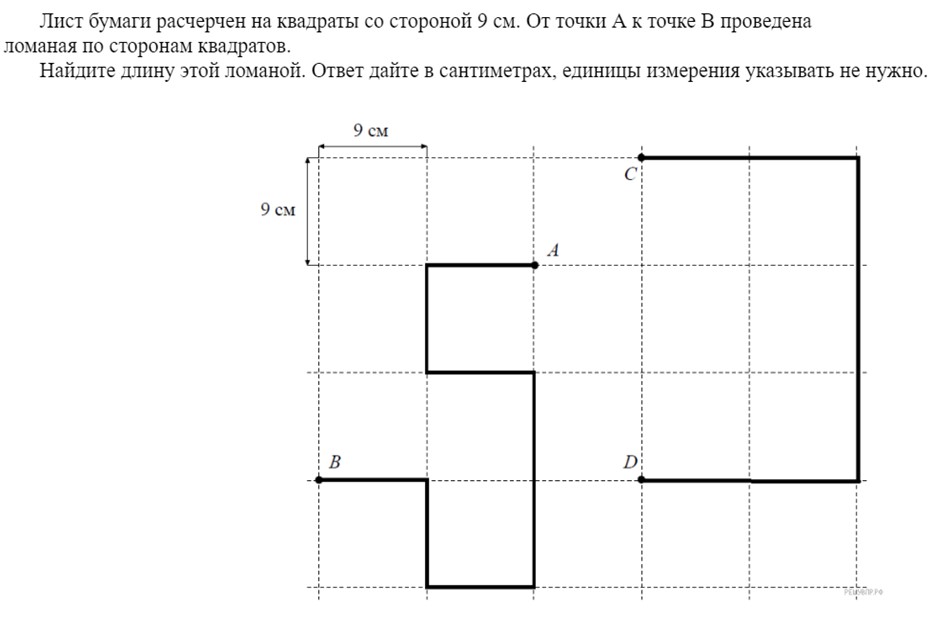 Лист бумаги расчерчен на квадраты со стороной 9 см. От точки А к точке В проведена
ломаная по сторонам квадратов.
Найдите длину этой ломаной. Ответ дайте в сантиметрах, единицы измерения указывать не нужно.
9 см
C
9 см
A
B
D
РЕШУВПР.РФ